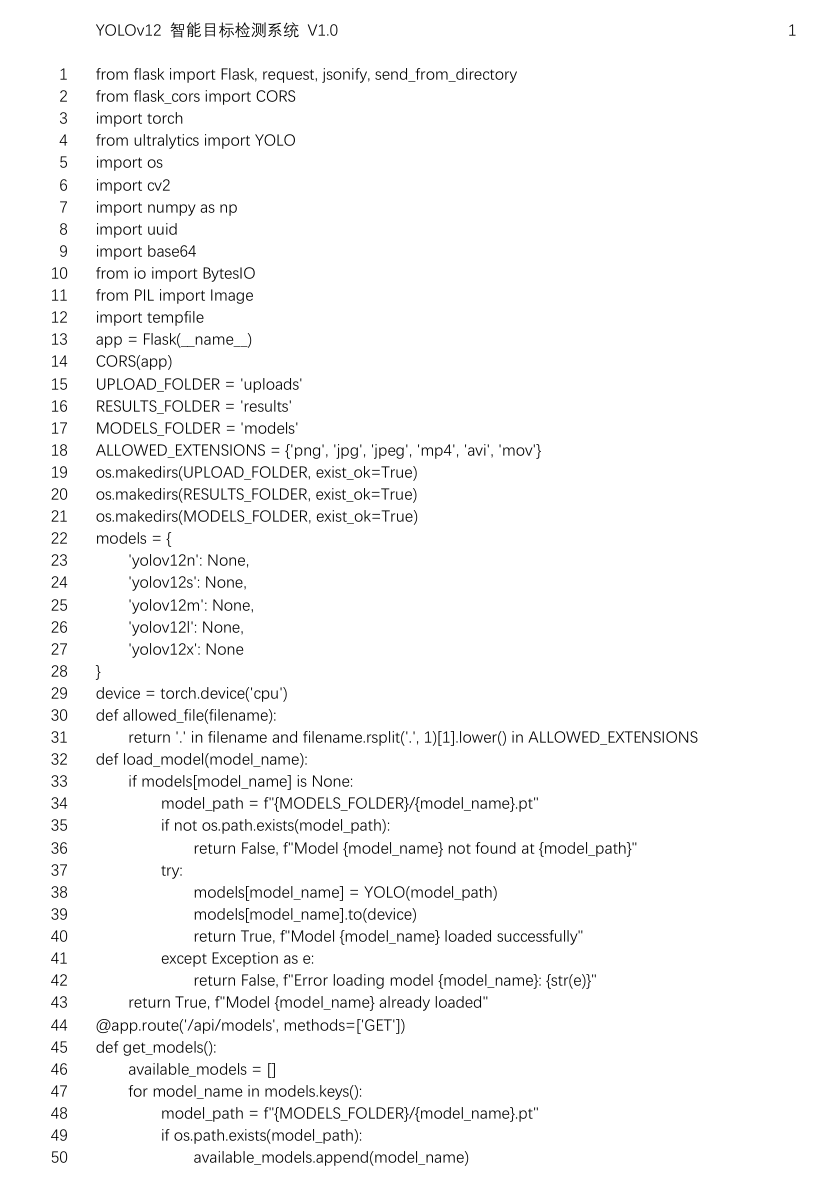 YOLOv12 智能目标检测系统 V1.0 1
1 from flask import Flask, request, jsonify, send_from_directory
2 from flask_cors import CORS
3 import torch
4 from ultralytics import YOLO
5 import os
6 import cv2
7 import numpy as np
8 import uuid
9 import base64
10 from io import BytesIO
11 from PIL import Image
12 import tempfile
13 app = Flask(__name__)
14 CORS(app)
15 UPLOAD_FOLDER = 'uploads'
16 RESULTS_FOLDER = 'results'
17 MODELS_FOLDER = 'models'
18 ALLOWED_EXTENSIONS = {'png', 'jpg', 'jpeg', 'mp4', 'avi', 'mov'}
19 os.makedirs(UPLOAD_FOLDER, exist_ok=True)
20 os.makedirs(RESULTS_FOLDER, exist_ok=True)
21 os.makedirs(MODELS_FOLDER, exist_ok=True)
22 models = {
23     'yolov12n': None,
24     'yolov12s': None,
25     'yolov12m': None,
26     'yolov12l': None,
27     'yolov12x': None
28 }
29 device = torch.device('cpu')
30 def allowed_file(filename):
31     return '.' in filename and filename.rsplit('.', 1)[1].lower() in ALLOWED_EXTENSIONS
32 def load_model(model_name):
33     if models[model_name] is None:
34         model_path = f"{MODELS_FOLDER}/{model_name}.pt"
35         if not os.path.exists(model_path):
36             return False, f"Model {model_name} not found at {model_path}"
37         try:
38             models[model_name] = YOLO(model_path)
39             models[model_name].to(device)
40             return True, f"Model {model_name} loaded successfully"
41         except Exception as e:
42             return False, f"Error loading model {model_name}: {str(e)}"
43     return True, f"Model {model_name} already loaded"
44 @app.route('/api/models', methods=['GET'])
45 def get_models():
46     available_models = []
47     for model_name in models.keys():
48         model_path = f"{MODELS_FOLDER}/{model_name}.pt"
49         if os.path.exists(model_path):
50             available_models.append(model_name)